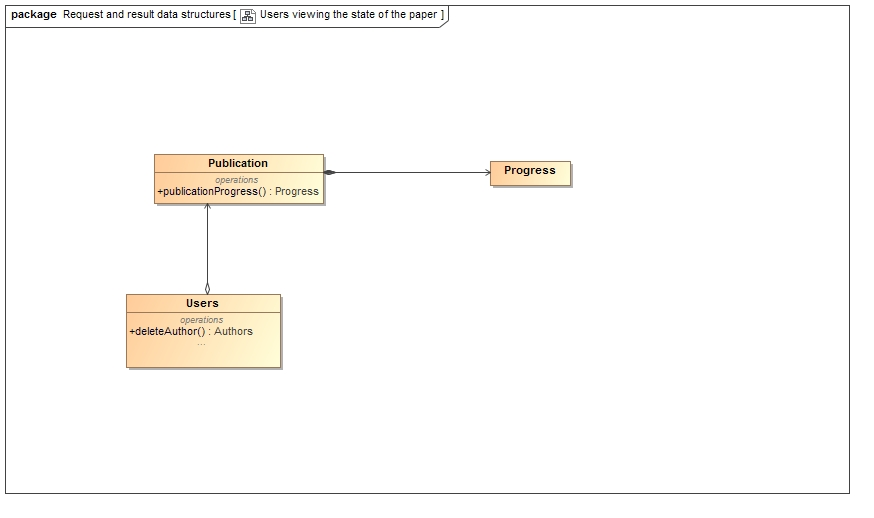 package Request and result data structures [ Users viewing the state of the paper ]
Publication
operations
+publicationProgress() : Progress
Progress
Users
operations
+deleteAuthor() : Authors
...